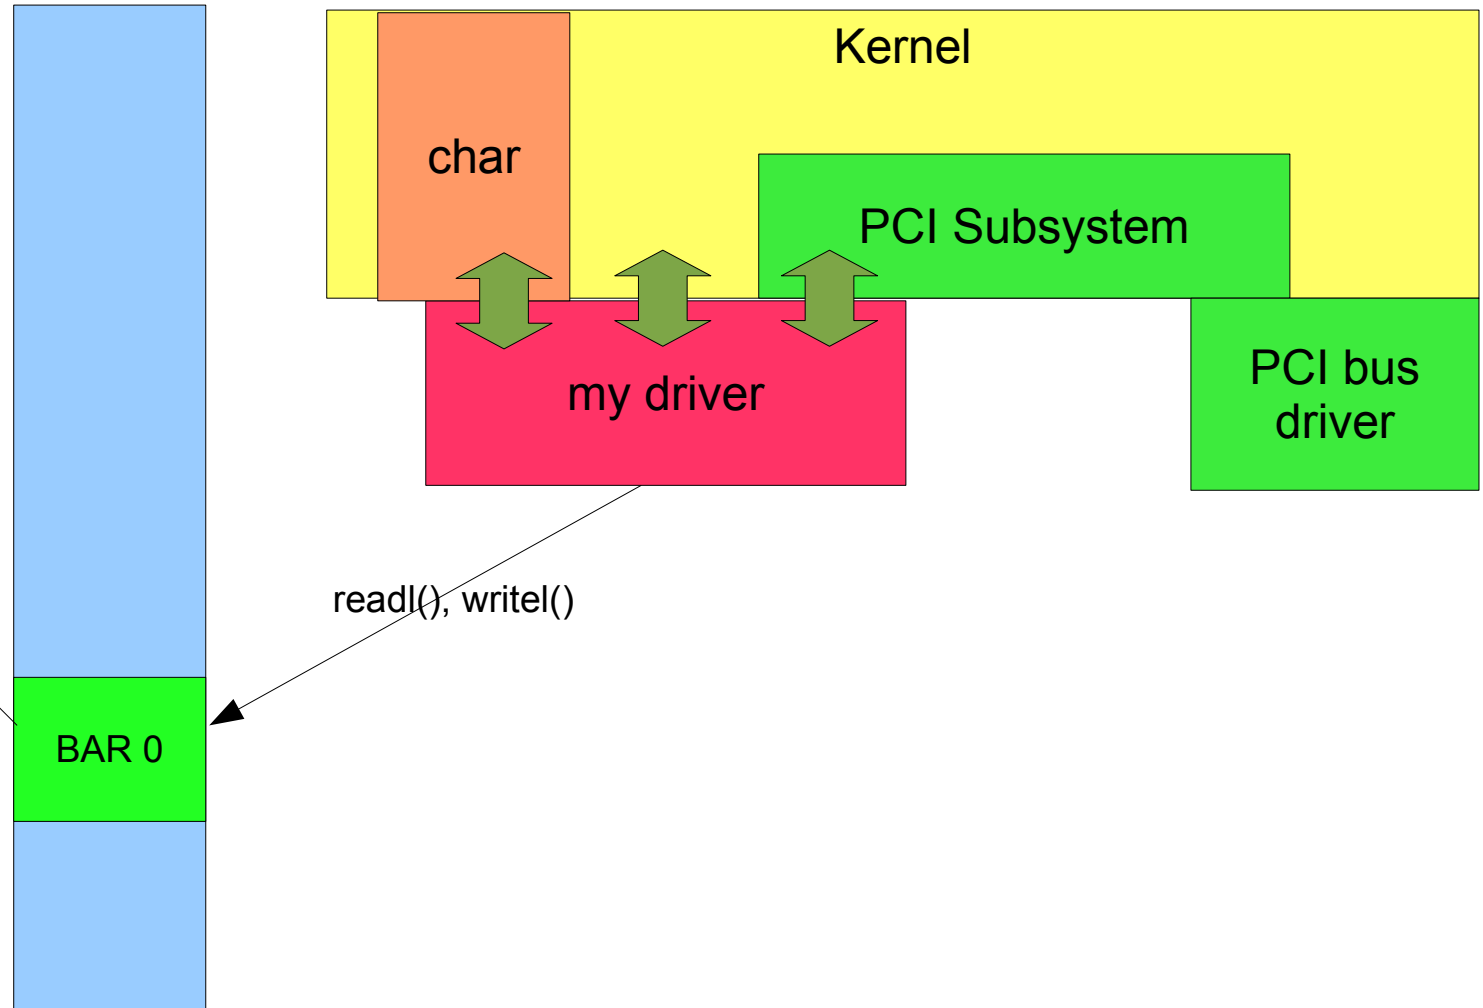 Kernel
char
PCI Subsystem
my driver
PCI bus
driver
readl(), writel()
BAR 0